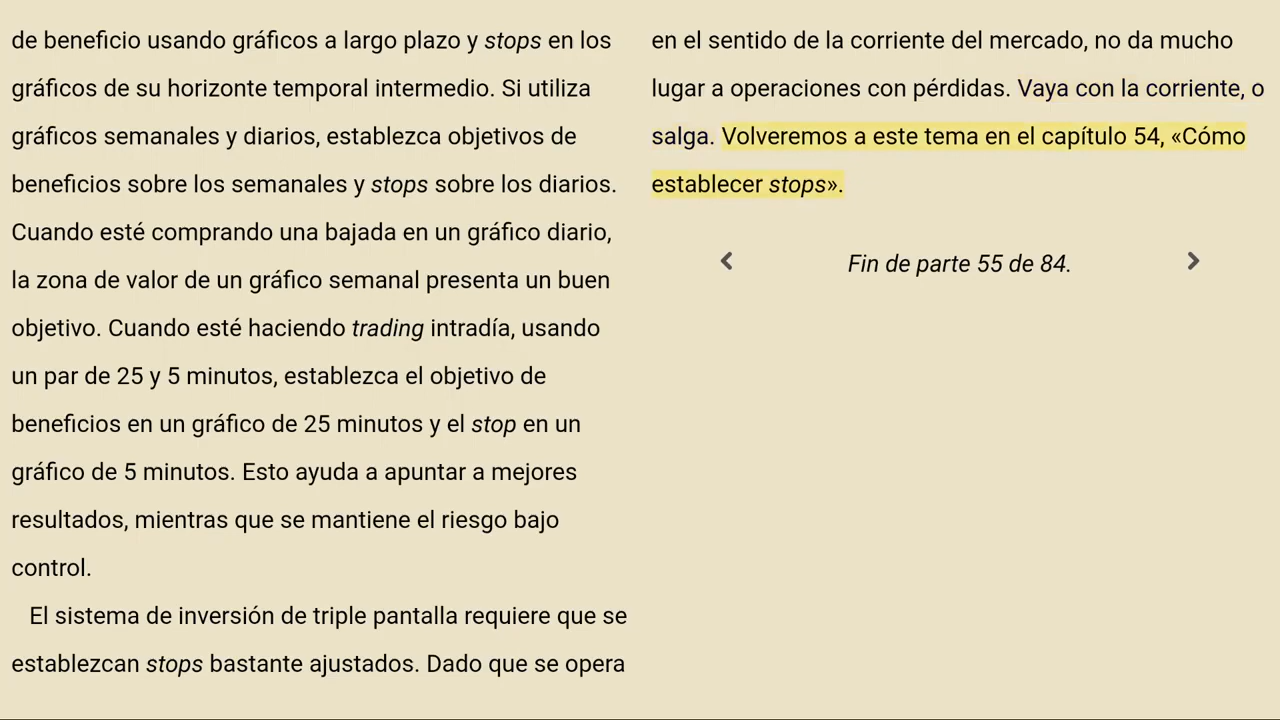 de beneficio usando gráficos a largo plazo y stops en los
gráficos de su horizonte temporal intermedio. Si utiliza
gráficos semanales y diarios, establezca objetivos de
beneficios sobre los semanales y stops sobre los diarios.
Cuando esté comprando una bajada en un gráfico diario,
la zona de valor de un gráfico semanal presenta un buen
objetivo. Cuando esté haciendo trading intradía, usando
un par de 25 y 5 minutos, establezca el objetivo de
beneficios en un gráfico de 25 minutos y el stop en un
gráfico de 5 minutos. Esto ayuda a apuntar a mejores
resultados, mientras que se mantiene el riesgo bajo
control.
El sistema de inversión de triple pantalla requiere que se
establezcan stops bastante ajustados. Dado que se opera
en el sentido de la corriente del mercado, no da mucho
lugar a operaciones con pérdidas. Vaya con la corriente, o
salga. Volveremos a este tema en el capítulo 54, «Cómo
establecer stops».
Fin de parte 55 de 84.